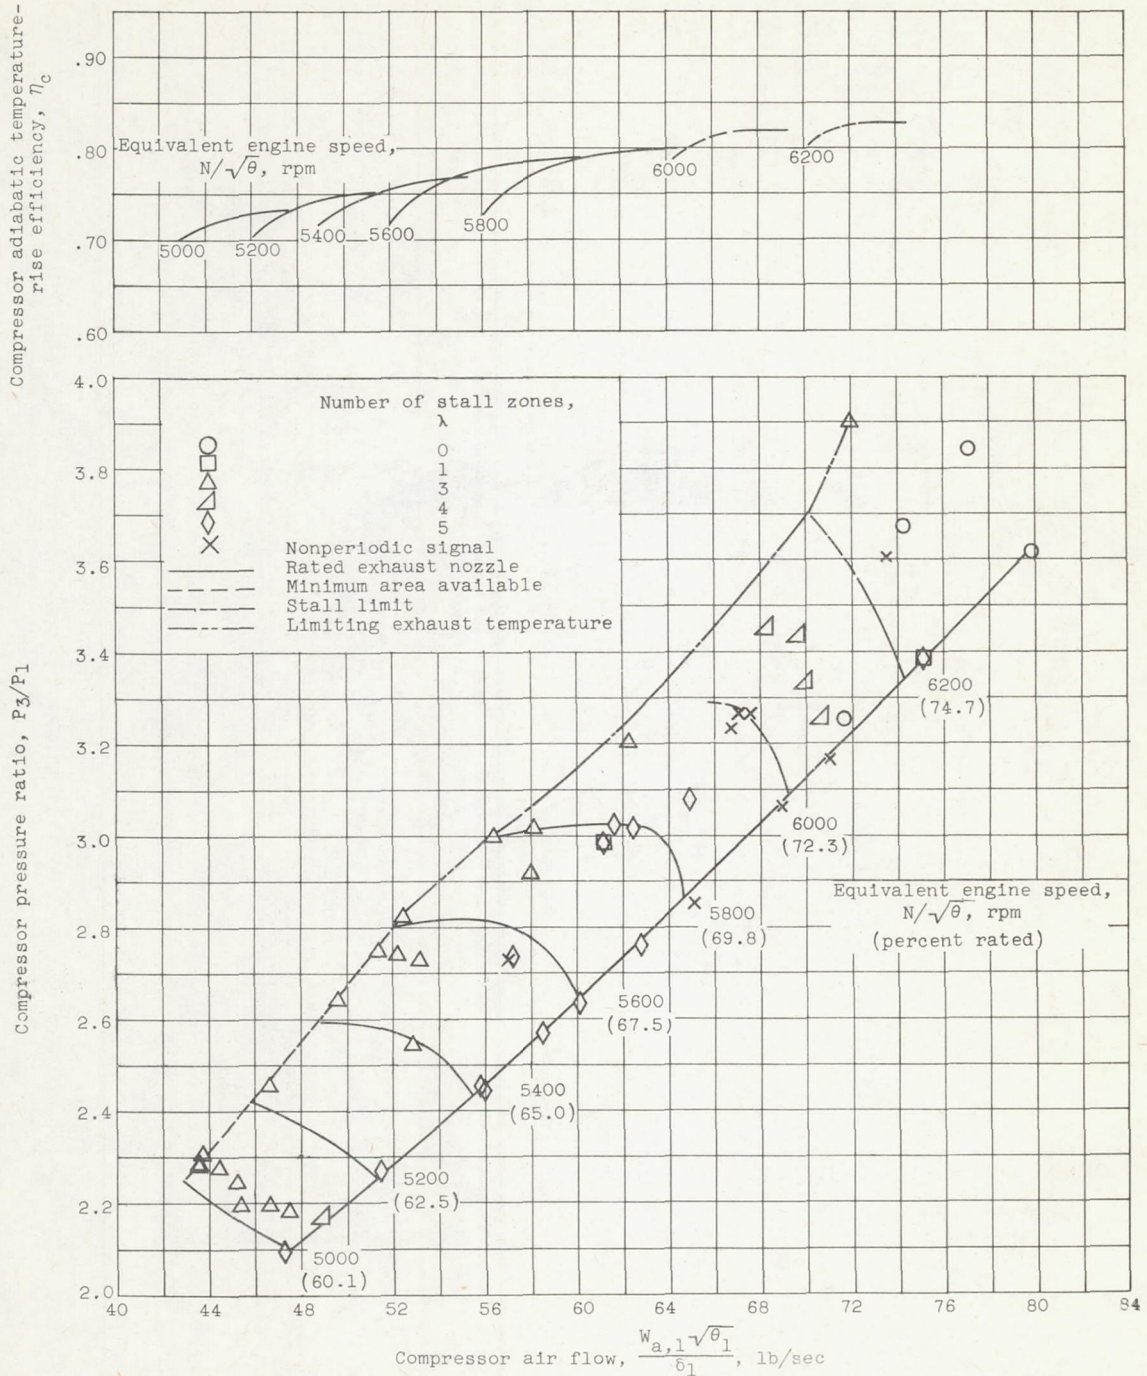 Compressor adiabatic temperature-
rise efficiency, ηc
.90
.80
.70
.60
Equivalent engine speed,
N/√θ, rpm
5000
5200
5400
5600
5800
6000
6200
Compressor pressure ratio, P3/P1
4.0
3.8
3.6
3.4
3.2
3.0
2.8
2.6
2.4
2.2
2.0
Number of stall zones,
λ
0
1
3
4
5
Nonperiodic signal
Rated exhaust nozzle
Minimum area available
Stall limit
Limiting exhaust temperature
6200
(74.7)
6000
(72.3)
Equivalent engine speed,
N/√θ, rpm
(percent rated)
5800
(69.8)
5600
(67.5)
5400
(65.0)
5200
(62.5)
5000
(60.1)
40 44 48 52 56 60 64 68 72 76 80 84
Compressor air flow, Wa,1√θ1/δ1, lb/sec